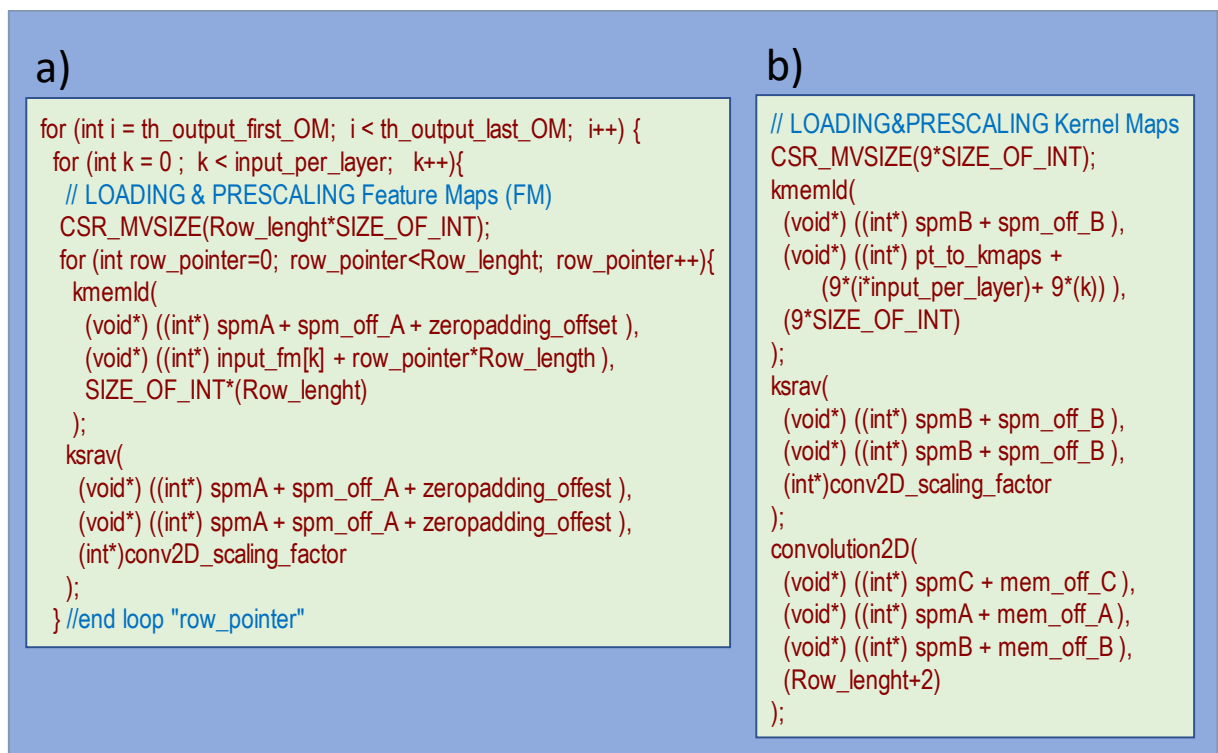 a)
for (int i = th_output_first_OM; i < th_output_last_OM; i++) {
for (int k = 0 ; k < input_per_layer; k++){
// LOADING & PRESCALING Feature Maps (FM)
CSR_MVSIZE(Row_lenght*SIZE_OF_INT);
for (int row_pointer=0; row_pointer<Row_lenght; row_pointer++){
kmemld(
(void*) ((int*) spmA + spm_off_A + zeropadding_offset ),
(void*) ((int*) input_fm[k] + row_pointer*Row_length ),
SIZE_OF_INT*(Row_lenght)
);
ksrav(
(void*) ((int*) spmA + spm_off_A + zeropadding_offest ),
(void*) ((int*) spmA + spm_off_A + zeropadding_offest ),
(int*)conv2D_scaling_factor
);
} //end loop "row_pointer"
b)
// LOADING&PRESCALING Kernel Maps
CSR_MVSIZE(9*SIZE_OF_INT);
kmemld(
(void*) ((int*) spmB + spm_off_B ),
(void*) ((int*) pt_to_kmaps +
(9*(i*input_per_layer)+ 9*(k)) ),
(9*SIZE_OF_INT)
);
ksrav(
(void*) ((int*) spmB + spm_off_B ),
(void*) ((int*) spmB + spm_off_B ),
(int*)conv2D_scaling_factor
);
convolution2D(
(void*) ((int*) spmC + mem_off_C ),
(void*) ((int*) spmA + mem_off_A ),
(void*) ((int*) spmB + mem_off_B ),
(Row_lenght+2)
);